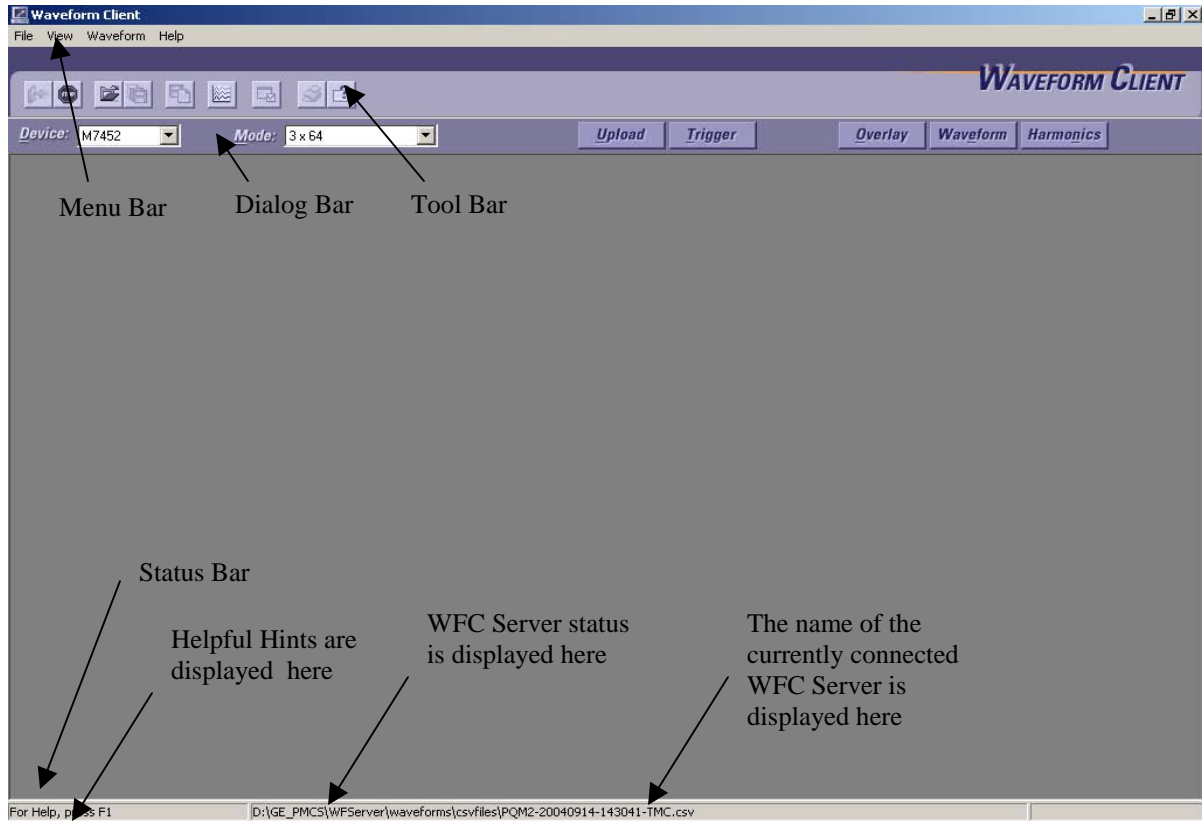 Waveform Client
File View Waveform Help
WAVEFORM CLIENT
Device: M7452 Mode: 3 x 64 Upload Trigger Overlay Waveform Harmonics
Menu Bar
Dialog Bar
Tool Bar
Status Bar
Helpful Hints are
displayed here
WFC Server status
is displayed here
The name of the
currently connected
WFC Server is
displayed here
For Help, press F1
D:\GE_PMCS\WFServer\waveforms\csvfiles\PQM2-20040914-143041-TMC.csv